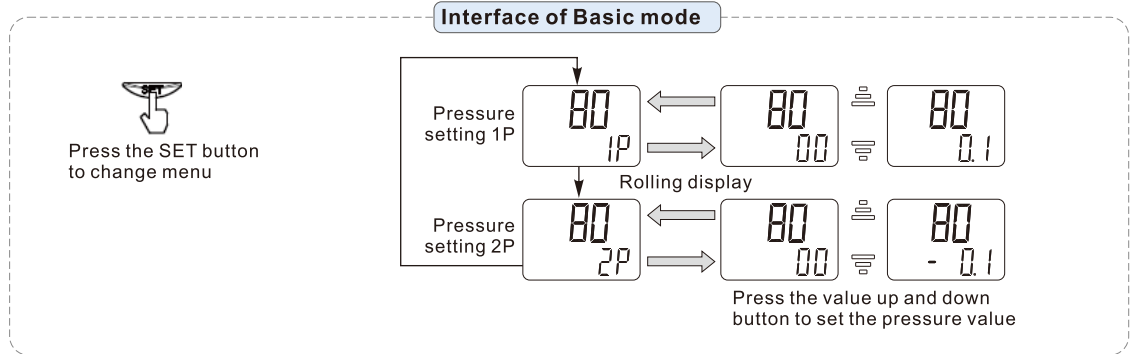 Interface of Basic mode
SET
Press the SET button
to change menu
Pressure
setting 1P
80
1P
80
00
80
0.1
Rolling display
Pressure
setting 2P
80
2P
80
00
80
- 0.1
Press the value up and down
button to set the pressure value